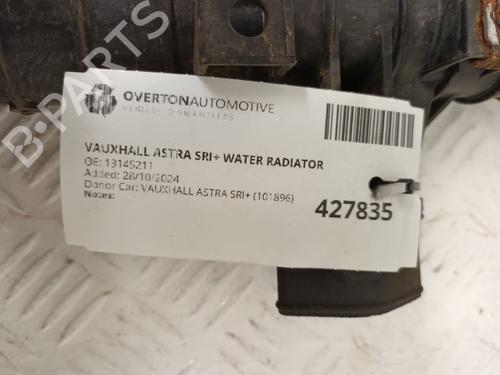 OVERTONAUTOMOTIVE
VEHICLE DISMANTLERS
VAUXHALL ASTRA SRI+ WATER RADIATOR
OE: 13145211
Added: 28/10/2024
Donor Car: VAUXHALL ASTRA SRI+ (101896)
Notes:
427835